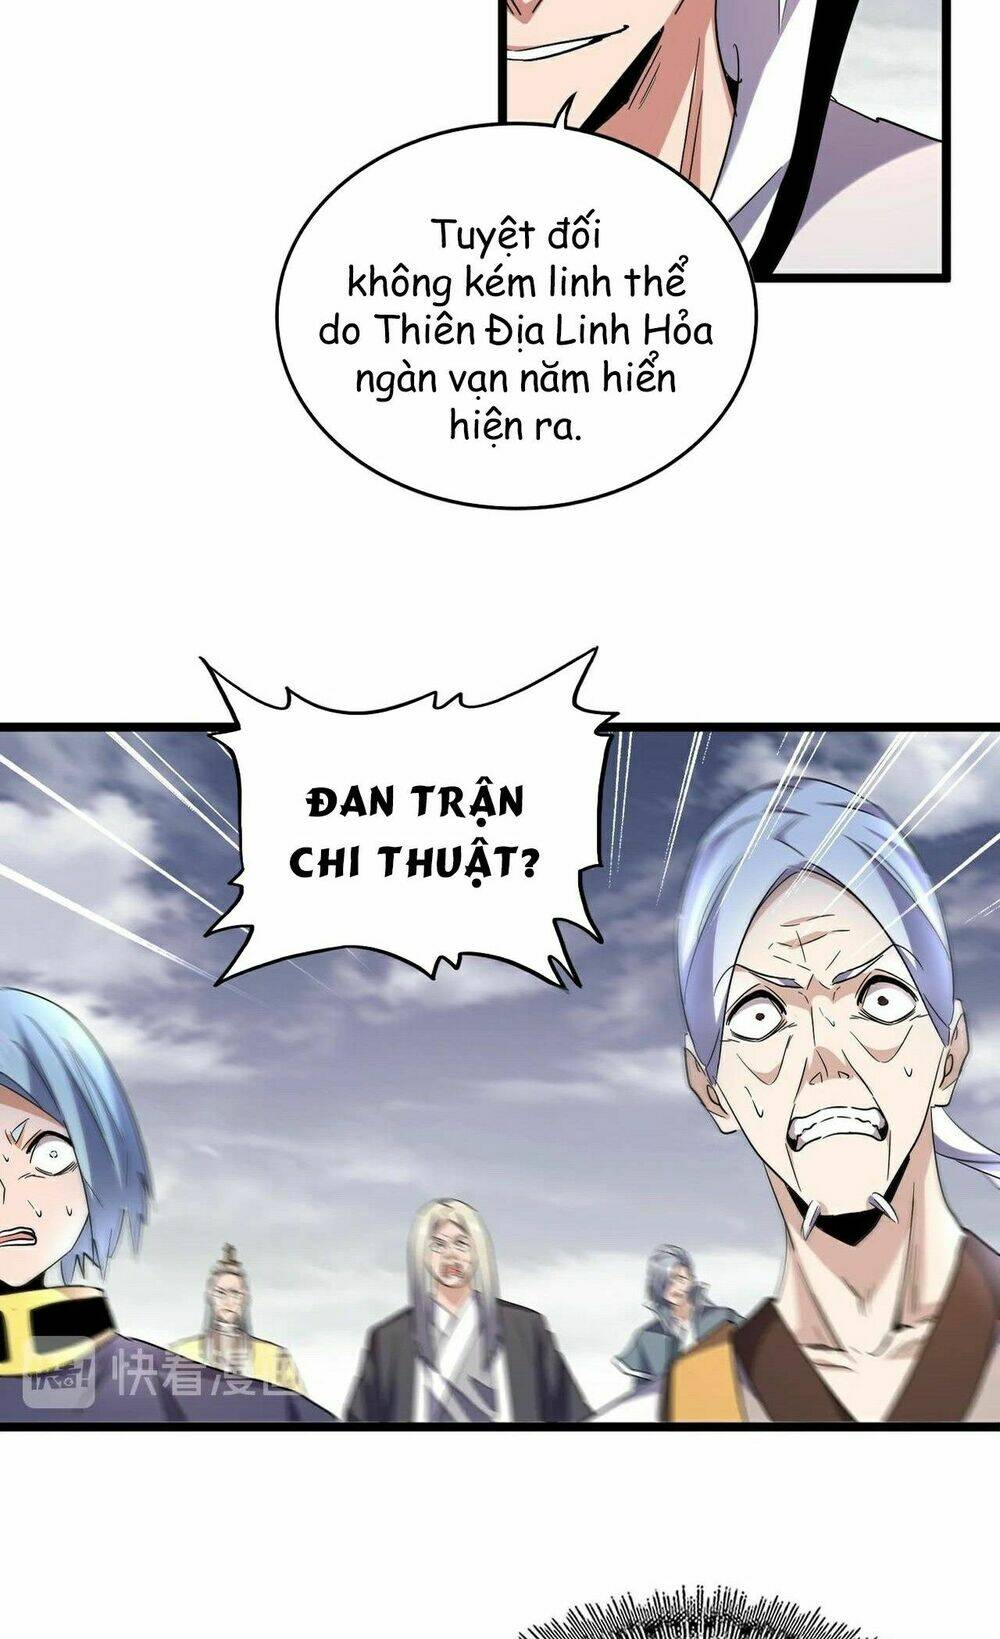 Tuyệt đối
không kém linh thể
do Thiên Địa Linh Hỏa
ngàn vạn năm hiển
hiện ra.
ĐAN TRẬN
CHI THUẬT?
快看漫画